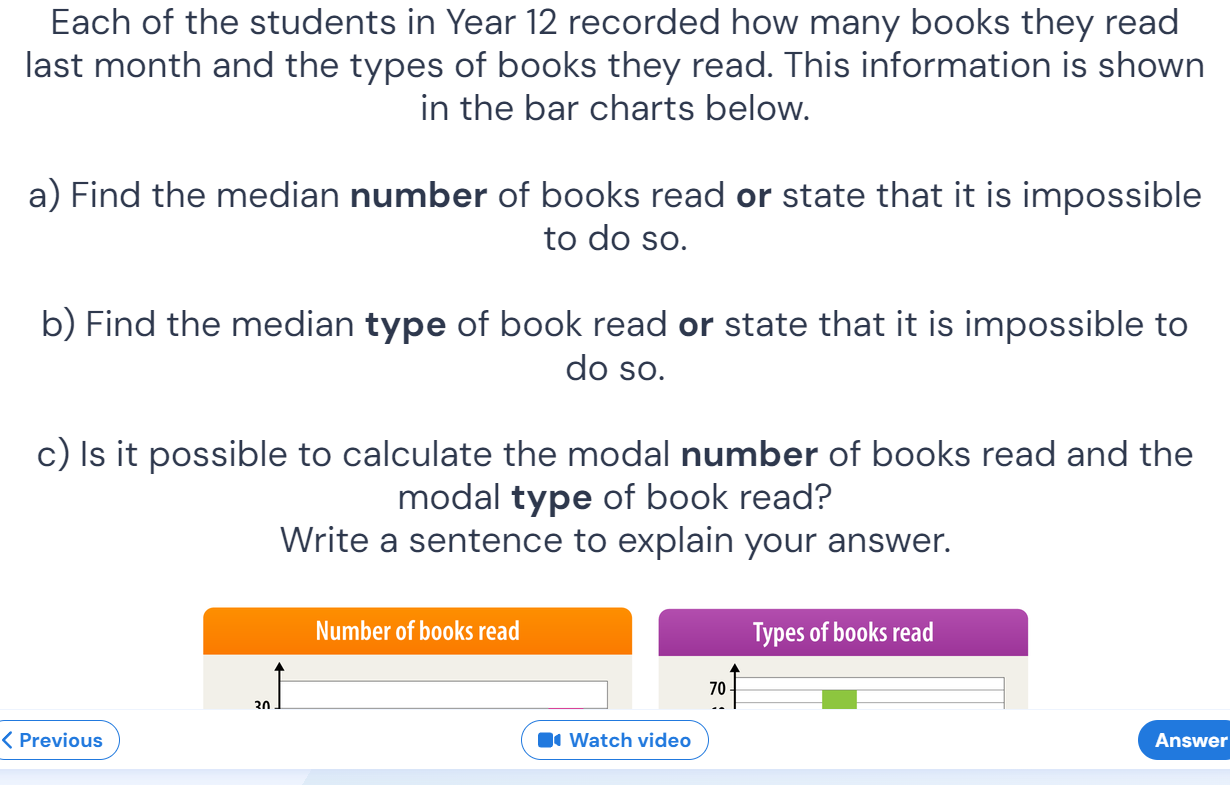 Each of the students in Year 12 recorded how many books they read
last month and the types of books they read. This information is shown
in the bar charts below.
a) Find the median number of books read or state that it is impossible
to do so.
b) Find the median type of book read or state that it is impossible to
do so.
c) Is it possible to calculate the modal number of books read and the
modal type of book read?
Write a sentence to explain your answer.
Number of books read
Types of books read
30
70
Previous
Watch video
Answer